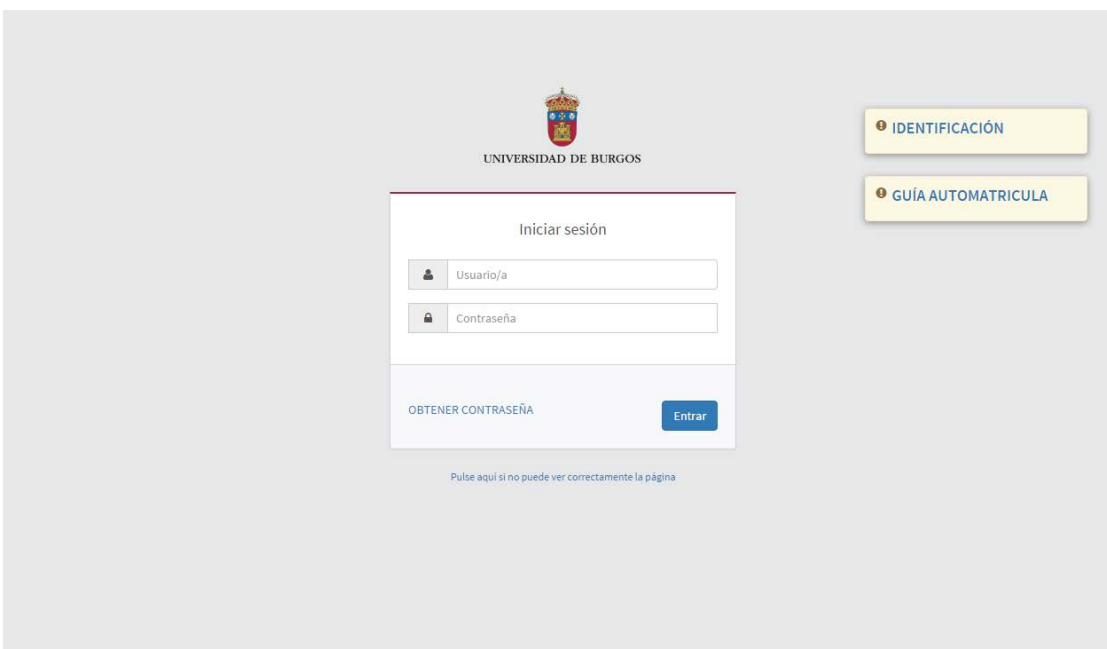 UNIVERSIDAD DE BURGOS
Iniciar sesión
Usuario/a
Contraseña
OBTENER CONTRASEÑA
Entrar
Pulse aquí si no puede ver correctamente la página
IDENTIFICACIÓN
GUÍA AUTOMATRICULA